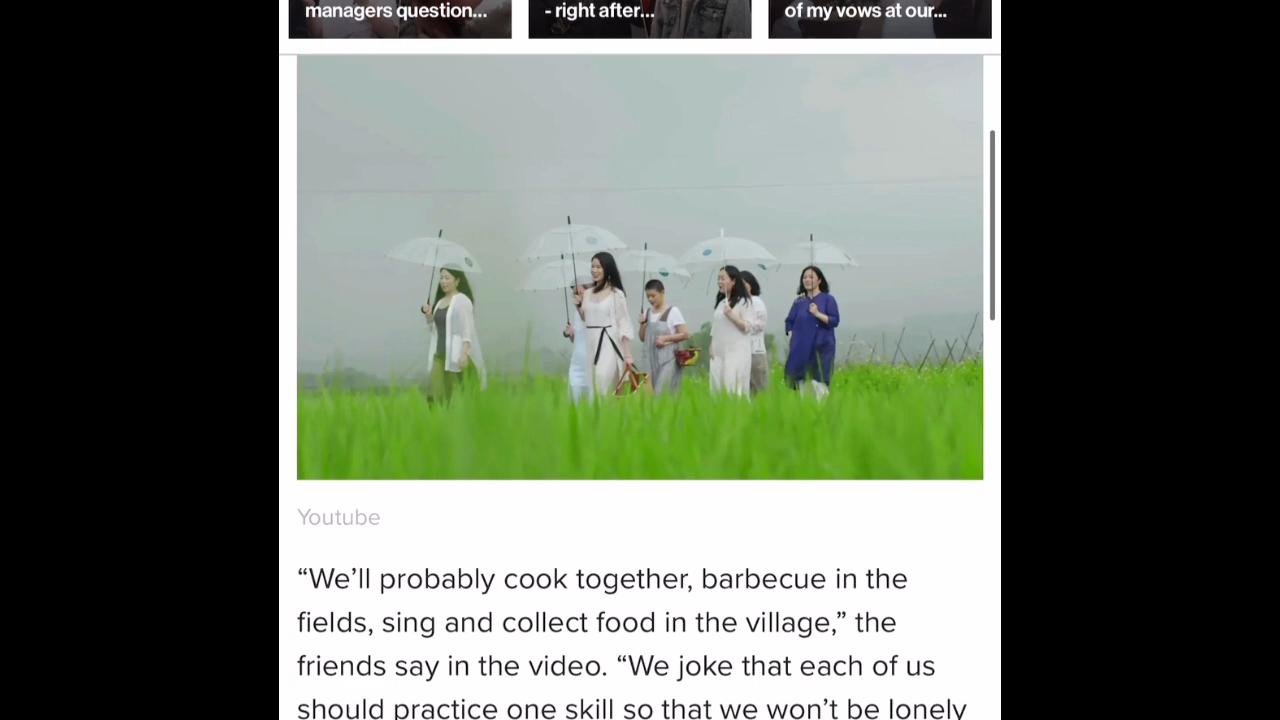 managers question...
- right after...
of my vows at our...
Youtube
“We’ll probably cook together, barbecue in the
fields, sing and collect food in the village,” the
friends say in the video. “We joke that each of us
should practice one skill so that we won’t be lonely